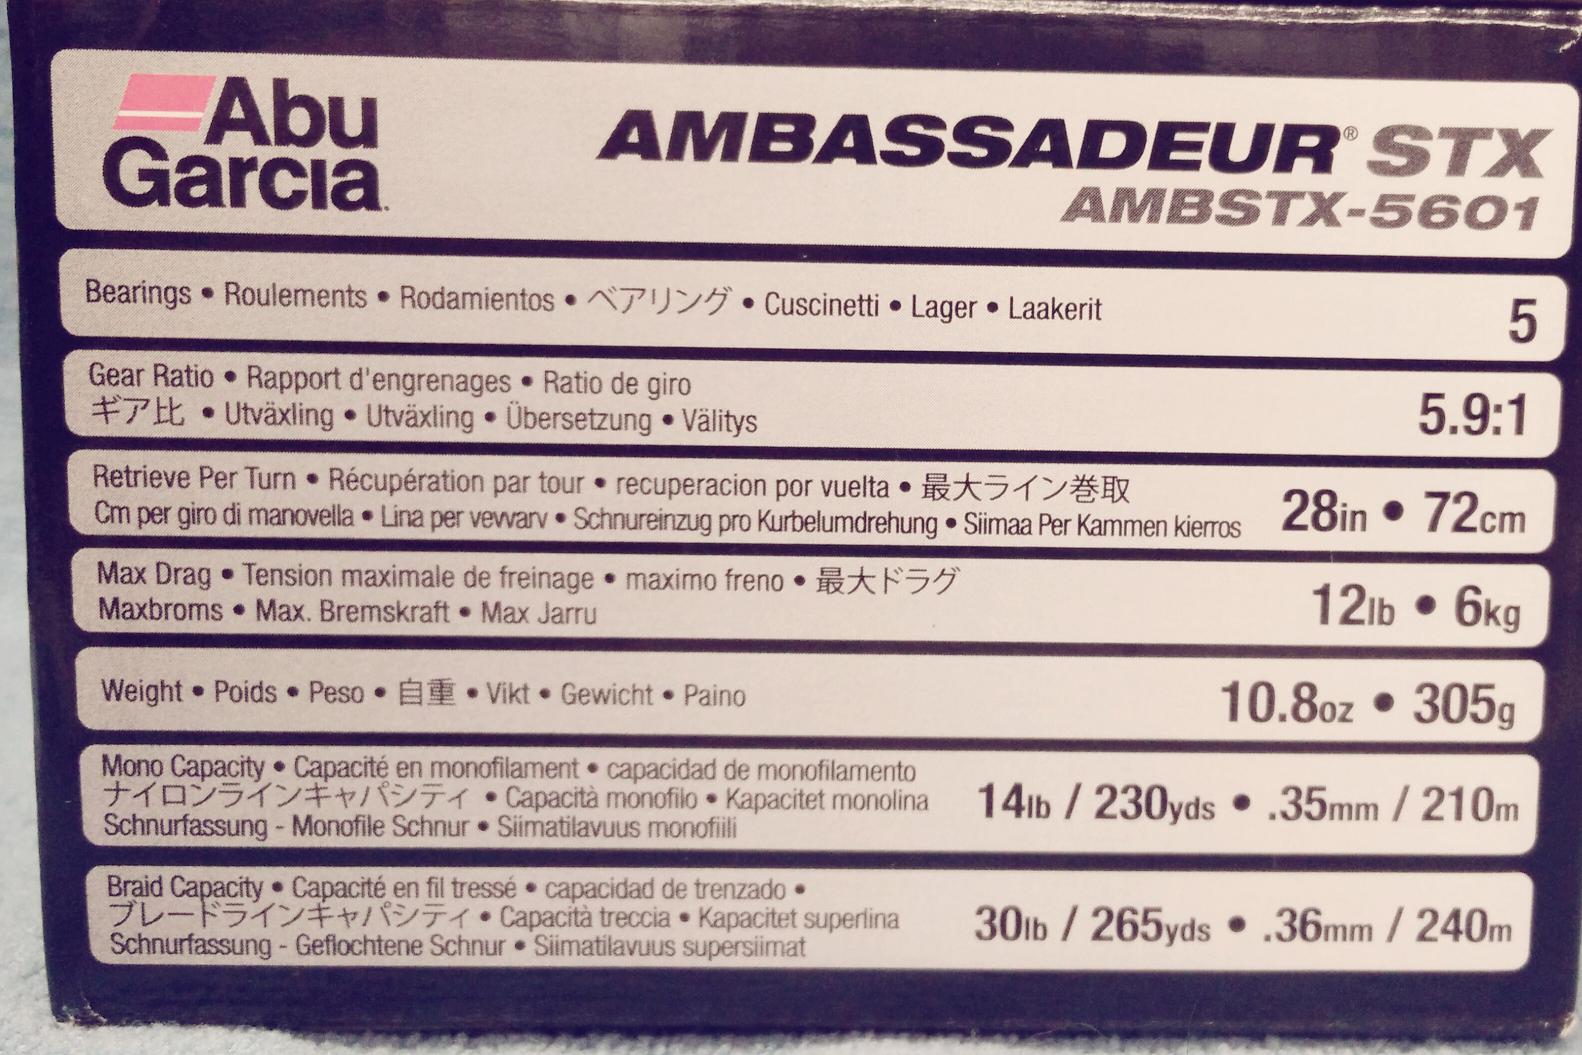 Abu
Garcia
AMBASSADEUR® STX
AMBSTX-5601
Bearings • Roulements • Rodamientos • ベアリング • Cuscinetti • Lager • Laakerit 5
Gear Ratio • Rapport d'engrenages • Ratio de giro
ギア比 • Utväxling • Utväxling • Übersetzung • Välitys 5.9:1
Retrieve Per Turn • Récupération par tour • recuperacion por vuelta • 最大ライン巻取
Cm per giro di manovella • Lina per vevvarv • Schnureinzug pro Kurbelumdrehung • Siimaa Per Kammen kierros 28in • 72cm
Max Drag • Tension maximale de freinage • maximo freno • 最大ドラグ
Maxbroms • Max. Bremskraft • Max Jarru 12lb • 6kg
Weight • Poids • Peso • 自重 • Vikt • Gewicht • Paino 10.8oz • 305g
Mono Capacity • Capacité en monofilament • capacidad de monofilamento
ナイロンラインキャパシティ • Capacità monofilo • Kapacitet monolina 14lb / 230yds • .35mm / 210m
Schnurfassung - Monofile Schnur • Siimatilavuus monofiili
Braid Capacity • Capacité en fil tressé • capacidad de trenzado •
ブレードラインキャパシティ • Capacità treccia • Kapacitet superlina 30lb / 265yds • .36mm / 240m
Schnurfassung - Geflochtene Schnur • Siimatilavuus supersiimat